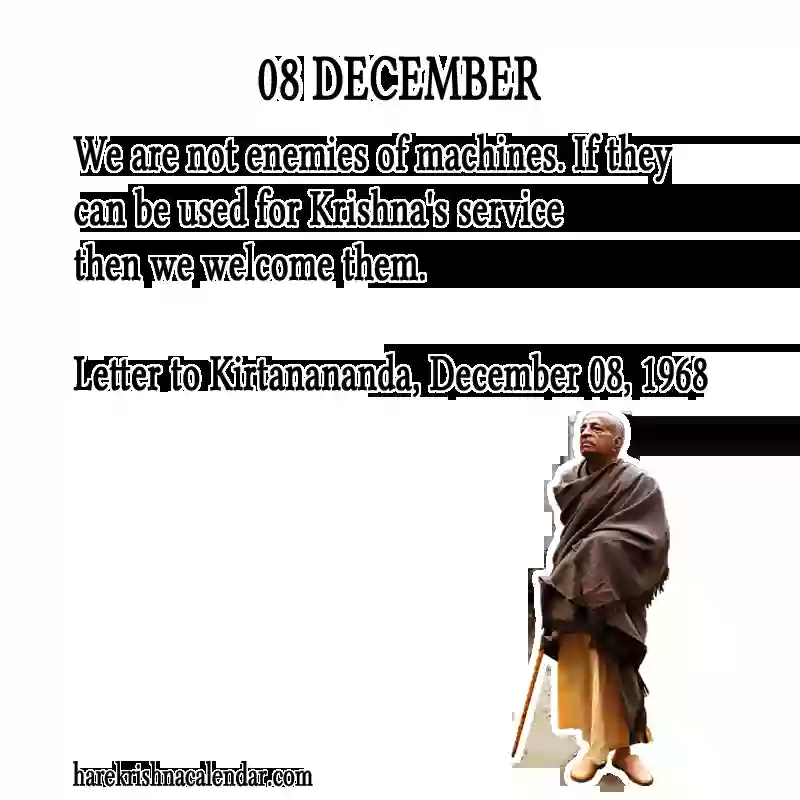 08 DECEMBER
We are not enemies of machines. If they
can be used for Krishna's service
then we welcome them.
Letter to Kirtanananda, December 08, 1968
harekrishnacalendar.com